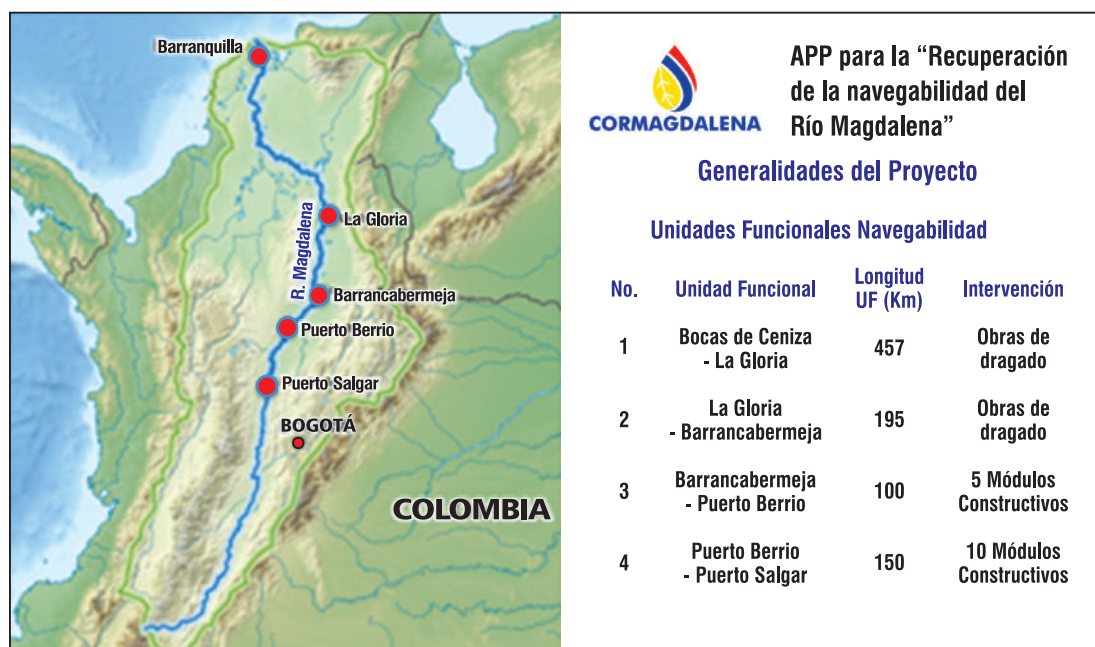 Barranquilla
La Gloria
R. Magdalena
Barrancabermeja
Puerto Berrio
Puerto Salgar
BOGOTÁ
COLOMBIA
CORMAGDALENA
APP para la “Recuperación
de la navegabilidad del
Río Magdalena”
Generalidades del Proyecto
Unidades Funcionales Navegabilidad
No. Unidad Funcional Longitud UF (Km) Intervención
1 Bocas de Ceniza - La Gloria 457 Obras de dragado
2 La Gloria - Barrancabermeja 195 Obras de dragado
3 Barrancabermeja - Puerto Berrio 100 5 Módulos Constructivos
4 Puerto Berrio - Puerto Salgar 150 10 Módulos Constructivos